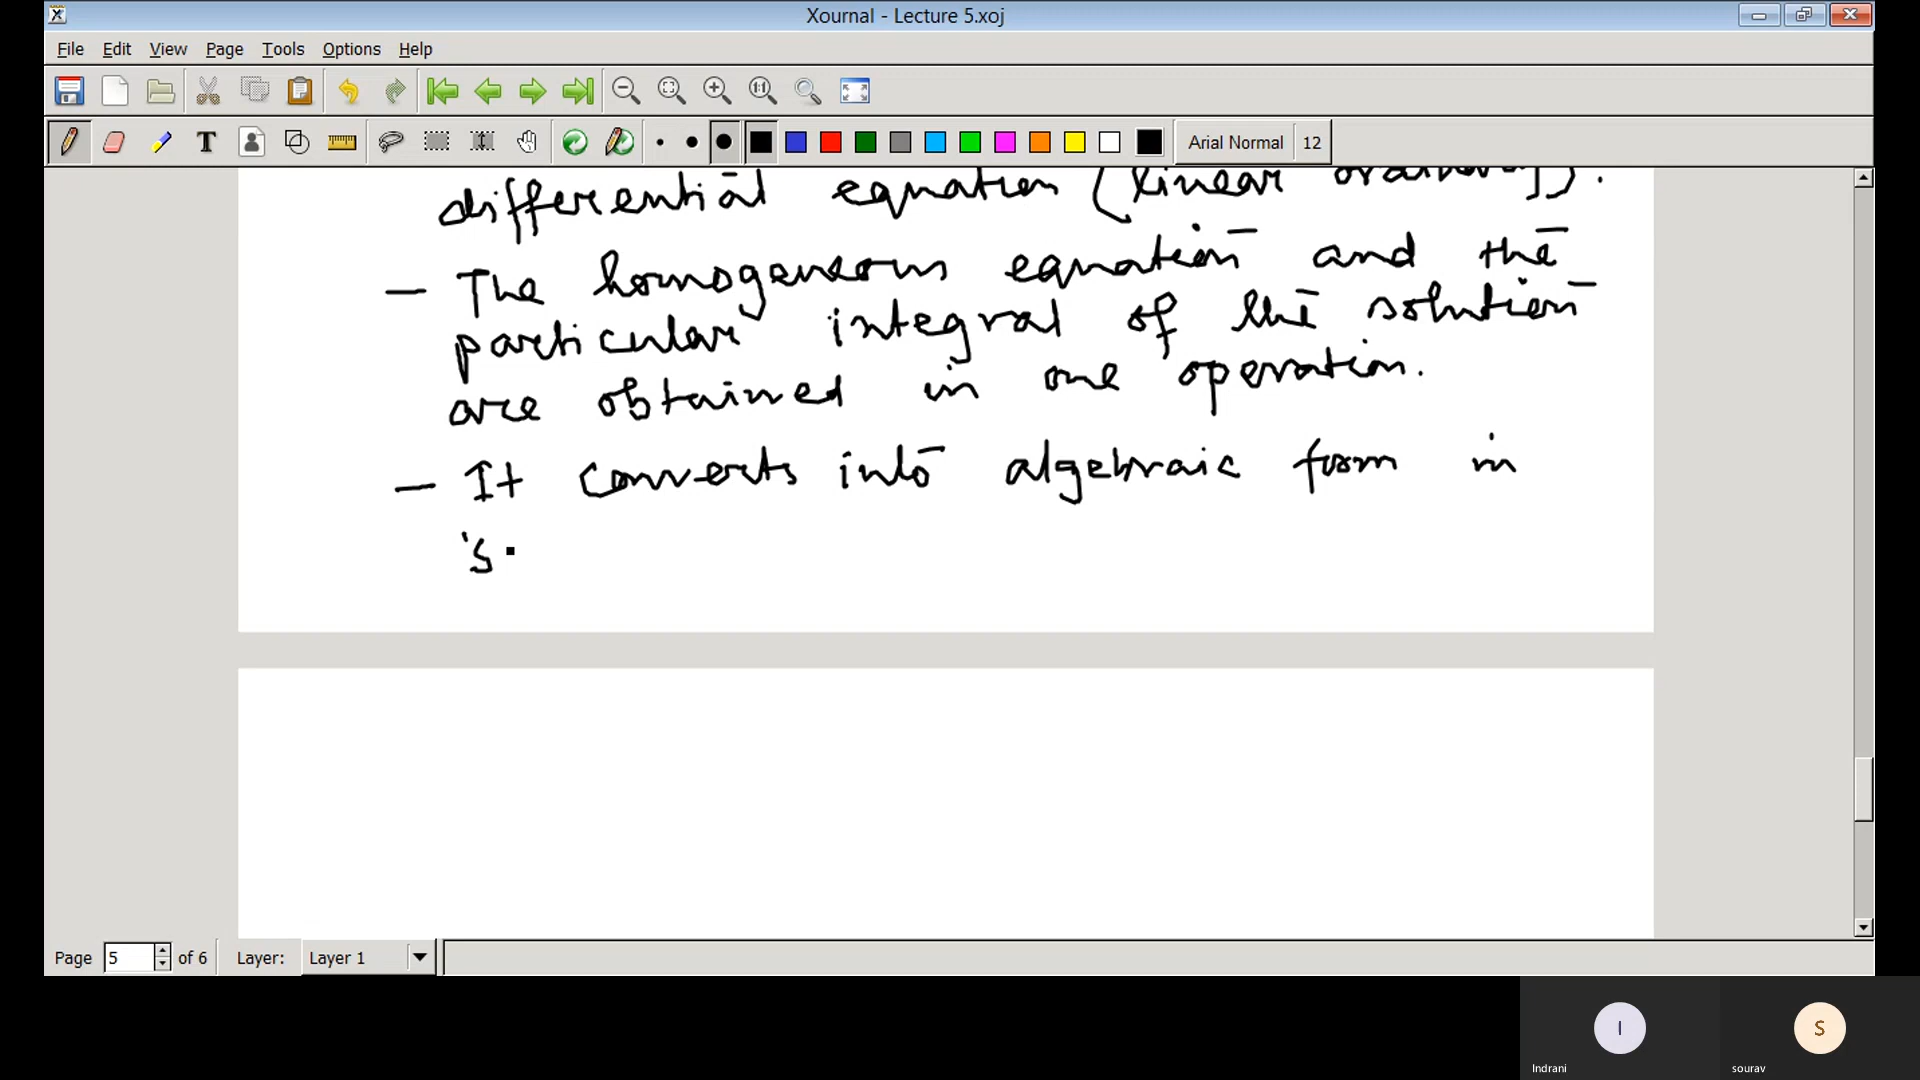 Xournal - Lecture 5.xoj
File Edit View Page Tools Options Help
Arial Normal 12
differential equation (linear ordinary).
— The homogeneous equation and the
particular integral of the solution
are obtained in one operation.
— It converts into algebraic form in
's
Page 5 of 6 Layer: Layer 1
I S
Indrani sourav